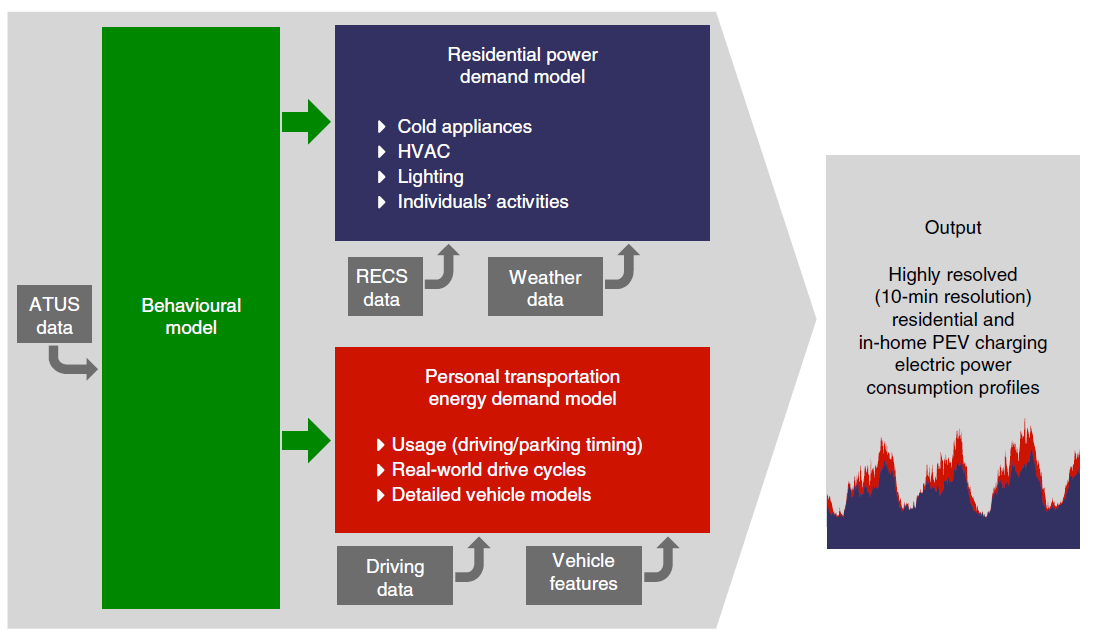 ATUS
data
Behavioural
model
Residential power
demand model
Cold appliances
HVAC
Lighting
Individuals’ activities
RECS
data
Weather
data
Personal transportation
energy demand model
Usage (driving/parking timing)
Real-world drive cycles
Detailed vehicle models
Driving
data
Vehicle
features
Output
Highly resolved
(10-min resolution)
residential and
in-home PEV charging
electric power
consumption profiles